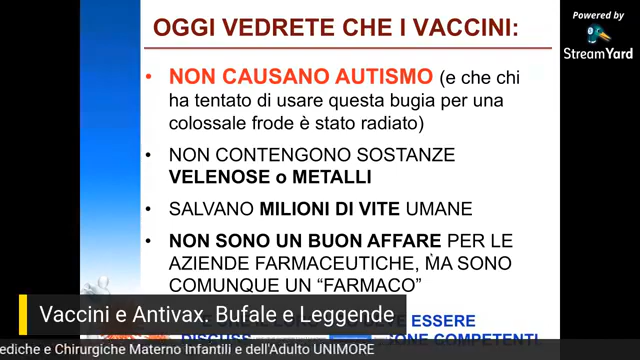 Powered by
StreamYard
OGGI VEDRETE CHE I VACCINI:
• NON CAUSANO AUTISMO (e che chi
ha tentato di usare questa bugia per una
colossale frode è stato radiato)
• NON CONTENGONO SOSTANZE
VELENOSE o METALLI
• SALVANO MILIONI DI VITE UMANE
• NON SONO UN BUON AFFARE PER LE
AZIENDE FARMACEUTICHE, MA SONO
COMUNQUE UN “FARMACO”
DEVE ESSERE
COMPETENTI
Vaccini e Antivax. Bufale e Leggende
ediche e Chirurgiche Materno Infantili e dell'Adulto UNIMORE